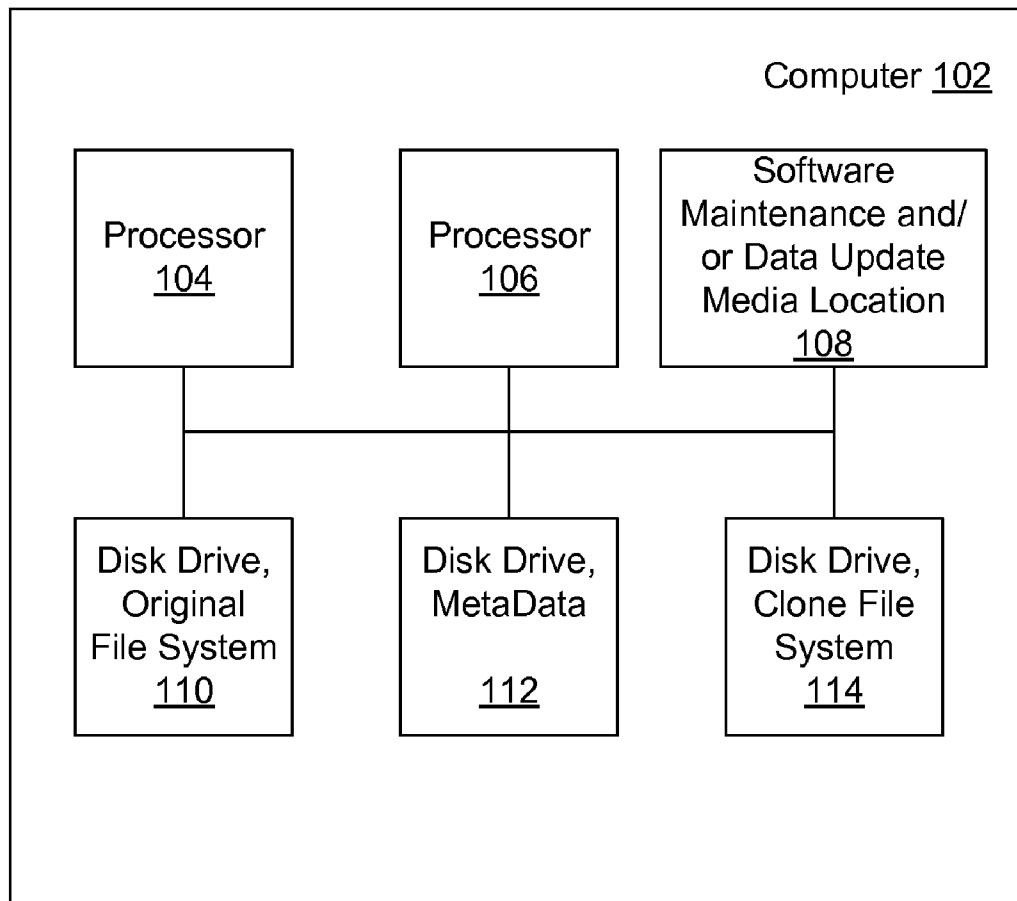 Computer 102
Processor
104
Processor
106
Software
Maintenance and/
or Data Update
Media Location
108
Disk Drive,
Original
File System
110
Disk Drive,
MetaData
112
Disk Drive,
Clone File
System
114